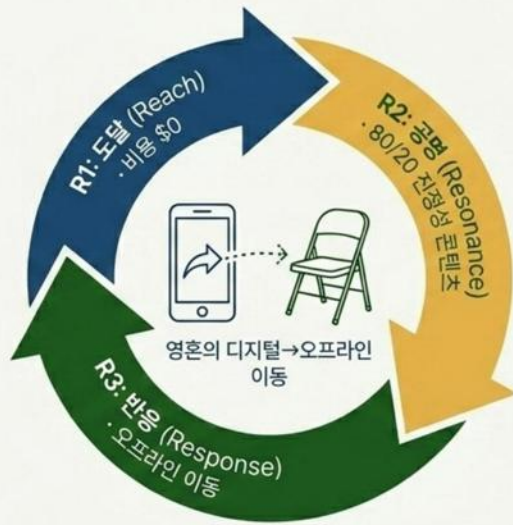 R1: 도달 (Reach)
· 비용 $0
R2: 공명 (Resonance)
· 80/20 진정성 콘텐츠
영혼의 디지털→오프라인
이동
R3: 반응 (Response)
· 오프라인 이동